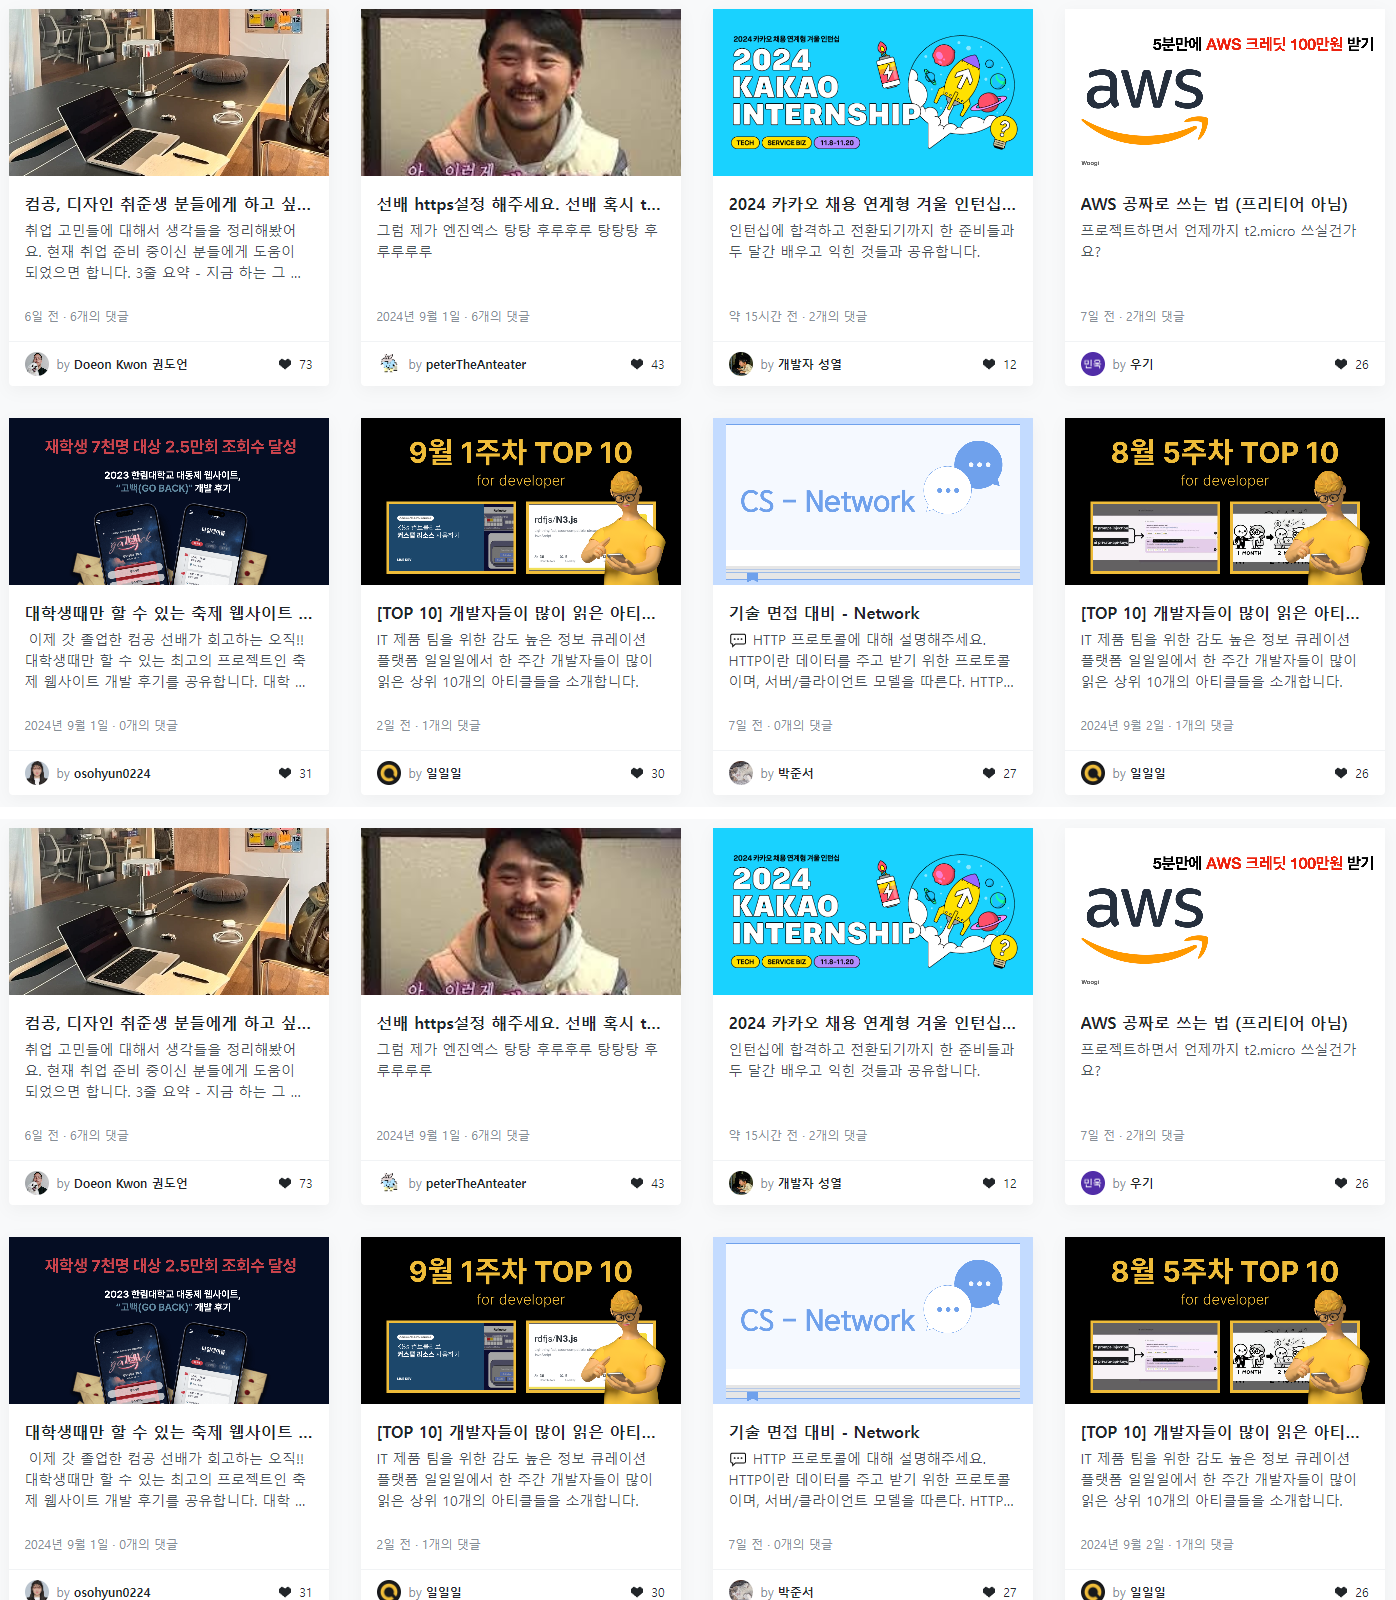 아 이렇게
2024 카카오 채용 연계형 겨울 인턴십
2024
KAKAO
INTERNSHIP
TECH
SERVICE BIZ
11.8-11.20
?
5분만에 AWS 크레딧 100만원 받기
aws
Woogi
컴공, 디자인 취준생 분들에게 하고 싶...
취업 고민들에 대해서 생각들을 정리해봤어
요. 현재 취업 준비 중이신 분들에게 도움이
되었으면 합니다. 3줄 요약 - 지금 하는 그 ...
6일 전 · 6개의 댓글
by Doeon Kwon 권도언
73
선배 https설정 해주세요. 선배 혹시 t...
그럼 제가 엔진엑스 탕탕 후루후루 탕탕탕 후
루루루루
2024년 9월 1일 · 6개의 댓글
by peterTheAnteater
43
2024 카카오 채용 연계형 겨울 인턴십...
인턴십에 합격하고 전환되기까지 한 준비들과
두 달간 배우고 익힌 것들과 공유합니다.
약 15시간 전 · 2개의 댓글
by 개발자 성열
12
AWS 공짜로 쓰는 법 (프리티어 아님)
프로젝트하면서 언제까지 t2.micro 쓰실건가
요?
7일 전 · 2개의 댓글
민욱
by 우기
26
재학생 7천명 대상 2.5만회 조회수 달성
2023 한림대학교 대동제 웹사이트,
“고백(GO BACK)” 개발 후기
대학생때만 할 수 있는 축제 웹사이트 ...
이제 갓 졸업한 컴공 선배가 회고하는 오직!!
대학생때만 할 수 있는 최고의 프로젝트인 축
제 웹사이트 개발 후기를 공유합니다. 대학 ...
2024년 9월 1일 · 0개의 댓글
by osohyun0224
31
9월 1주차 TOP 10
for developer
커스텀 리소스
rdfjs/N3.js
[TOP 10] 개발자들이 많이 읽은 아티...
IT 제품 팀을 위한 감도 높은 정보 큐레이션
플랫폼 일일일에서 한 주간 개발자들이 많이
읽은 상위 10개의 아티클들을 소개합니다.
2일 전 · 1개의 댓글
by 일일일
30
CS - Network
기술 면접 대비 - Network
💬 HTTP 프로토콜에 대해 설명해주세요.
HTTP이란 데이터를 주고 받기 위한 프로토콜
이며, 서버/클라이언트 모델을 따른다. HTTP...
7일 전 · 0개의 댓글
by 박준서
27
8월 5주차 TOP 10
for developer
1 MONTH
[TOP 10] 개발자들이 많이 읽은 아티...
IT 제품 팀을 위한 감도 높은 정보 큐레이션
플랫폼 일일일에서 한 주간 개발자들이 많이
읽은 상위 10개의 아티클들을 소개합니다.
2024년 9월 2일 · 1개의 댓글
by 일일일
26
아 이렇게
2024 카카오 채용 연계형 겨울 인턴십
2024
KAKAO
INTERNSHIP
TECH
SERVICE BIZ
11.8-11.20
?
5분만에 AWS 크레딧 100만원 받기
aws
Woogi
컴공, 디자인 취준생 분들에게 하고 싶...
취업 고민들에 대해서 생각들을 정리해봤어
요. 현재 취업 준비 중이신 분들에게 도움이
되었으면 합니다. 3줄 요약 - 지금 하는 그 ...
6일 전 · 6개의 댓글
by Doeon Kwon 권도언
73
선배 https설정 해주세요. 선배 혹시 t...
그럼 제가 엔진엑스 탕탕 후루후루 탕탕탕 후
루루루루
2024년 9월 1일 · 6개의 댓글
by peterTheAnteater
43
2024 카카오 채용 연계형 겨울 인턴십...
인턴십에 합격하고 전환되기까지 한 준비들과
두 달간 배우고 익힌 것들과 공유합니다.
약 15시간 전 · 2개의 댓글
by 개발자 성열
12
AWS 공짜로 쓰는 법 (프리티어 아님)
프로젝트하면서 언제까지 t2.micro 쓰실건가
요?
7일 전 · 2개의 댓글
민욱
by 우기
26
재학생 7천명 대상 2.5만회 조회수 달성
2023 한림대학교 대동제 웹사이트,
“고백(GO BACK)” 개발 후기
대학생때만 할 수 있는 축제 웹사이트 ...
이제 갓 졸업한 컴공 선배가 회고하는 오직!!
대학생때만 할 수 있는 최고의 프로젝트인 축
제 웹사이트 개발 후기를 공유합니다. 대학 ...
2024년 9월 1일 · 0개의 댓글
by osohyun0224
31
9월 1주차 TOP 10
for developer
커스텀 리소스
rdfjs/N3.js
[TOP 10] 개발자들이 많이 읽은 아티...
IT 제품 팀을 위한 감도 높은 정보 큐레이션
플랫폼 일일일에서 한 주간 개발자들이 많이
읽은 상위 10개의 아티클들을 소개합니다.
2일 전 · 1개의 댓글
by 일일일
30
CS - Network
기술 면접 대비 - Network
💬 HTTP 프로토콜에 대해 설명해주세요.
HTTP이란 데이터를 주고 받기 위한 프로토콜
이며, 서버/클라이언트 모델을 따른다. HTTP...
7일 전 · 0개의 댓글
by 박준서
27
8월 5주차 TOP 10
for developer
1 MONTH
[TOP 10] 개발자들이 많이 읽은 아티...
IT 제품 팀을 위한 감도 높은 정보 큐레이션
플랫폼 일일일에서 한 주간 개발자들이 많이
읽은 상위 10개의 아티클들을 소개합니다.
2024년 9월 2일 · 1개의 댓글
by 일일일
26